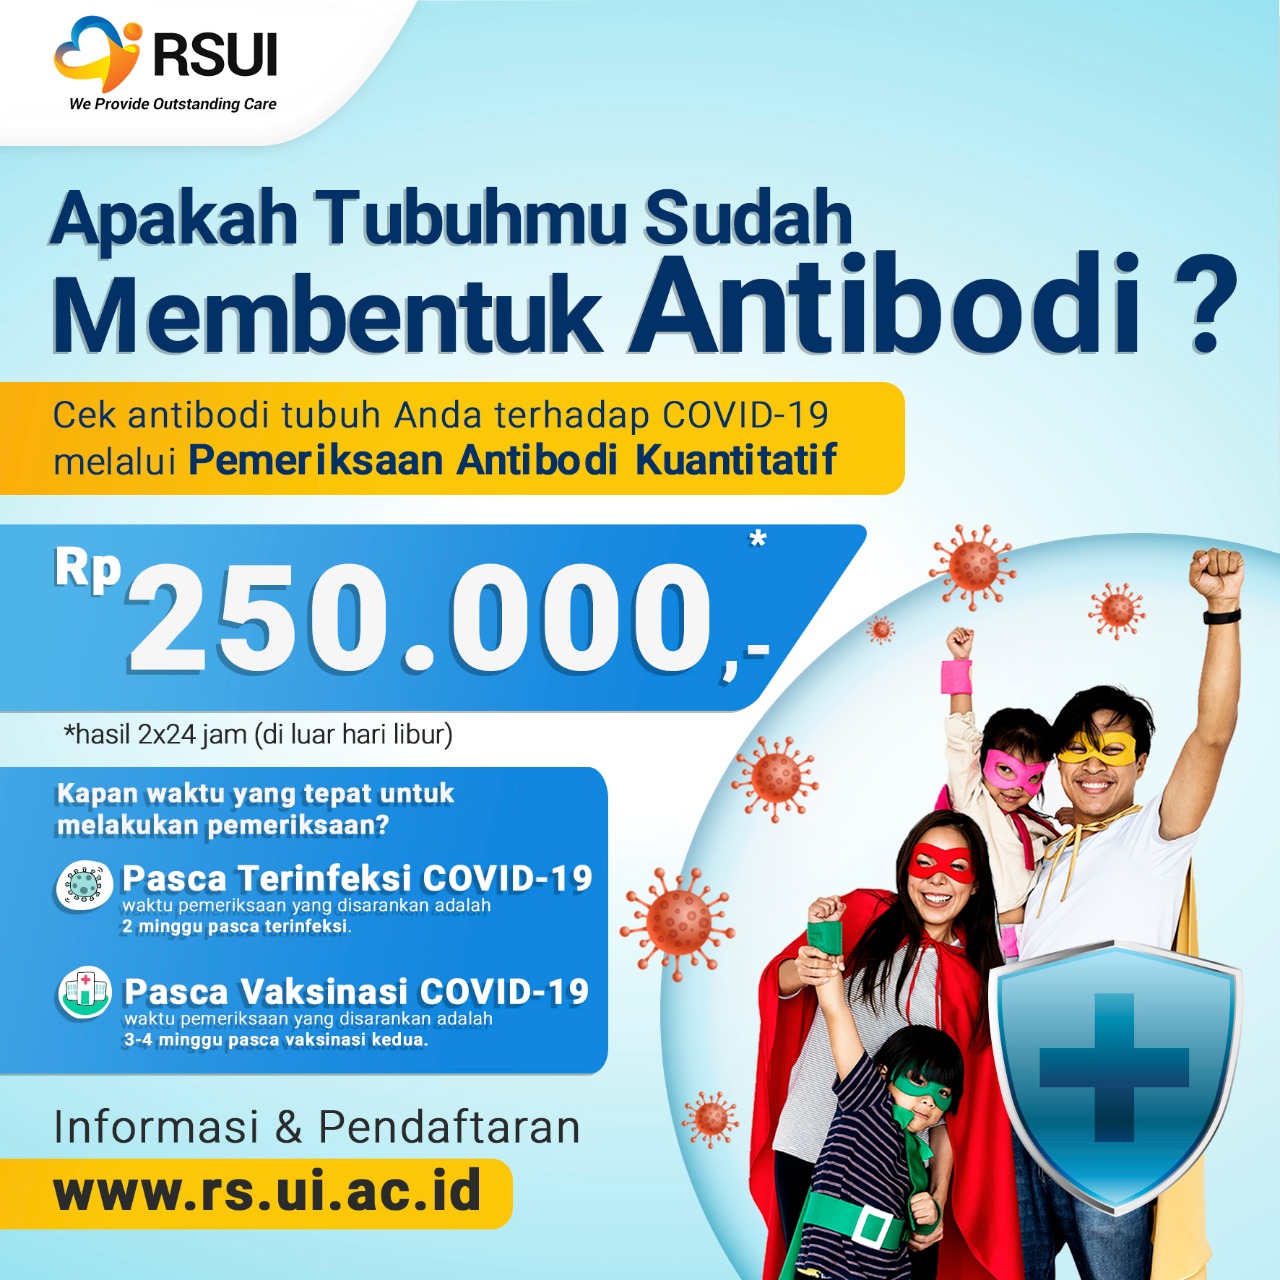 RSUI
We Provide Outstanding Care
Apakah Tubuhmu Sudah
Membentuk Antibodi ?
Cek antibodi tubuh Anda terhadap COVID-19
melalui Pemeriksaan Antibodi Kuantitatif
Rp 250.000,-*
*hasil 2x24 jam (di luar hari libur)
Kapan waktu yang tepat untuk
melakukan pemeriksaan?
Pasca Terinfeksi COVID-19
waktu pemeriksaan yang disarankan adalah
2 minggu pasca terinfeksi.
Pasca Vaksinasi COVID-19
waktu pemeriksaan yang disarankan adalah
3-4 minggu pasca vaksinasi kedua.
Informasi & Pendaftaran
www.rs.ui.ac.id